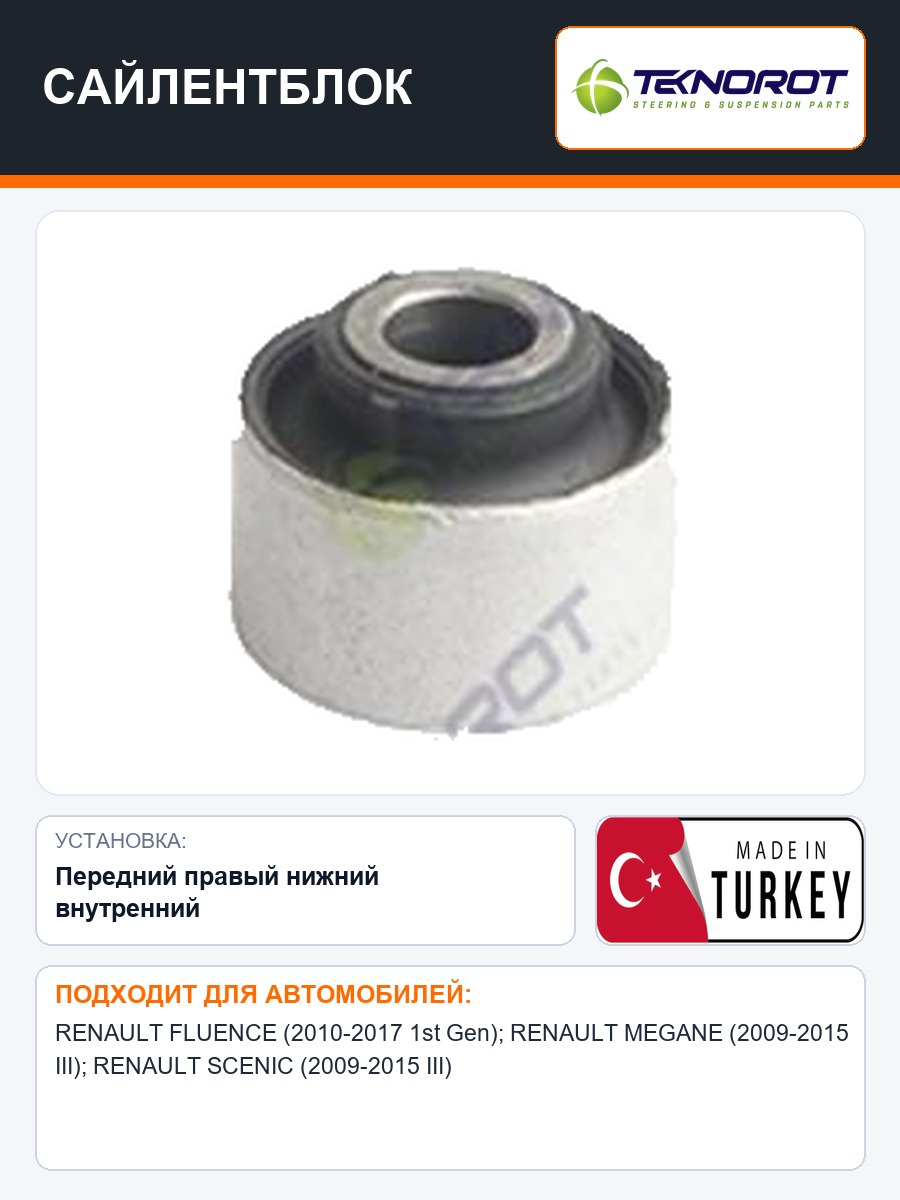 САЙЛЕНТБЛОК
TEKNOROT
STEERING & SUSPENSION PARTS
ROT
УСТАНОВКА:
Передний правый нижний
внутренний
MADE IN
TURKEY
ПОДХОДИТ ДЛЯ АВТОМОБИЛЕЙ:
RENAULT FLUENCE (2010-2017 1st Gen); RENAULT MEGANE (2009-2015
III); RENAULT SCENIC (2009-2015 III)